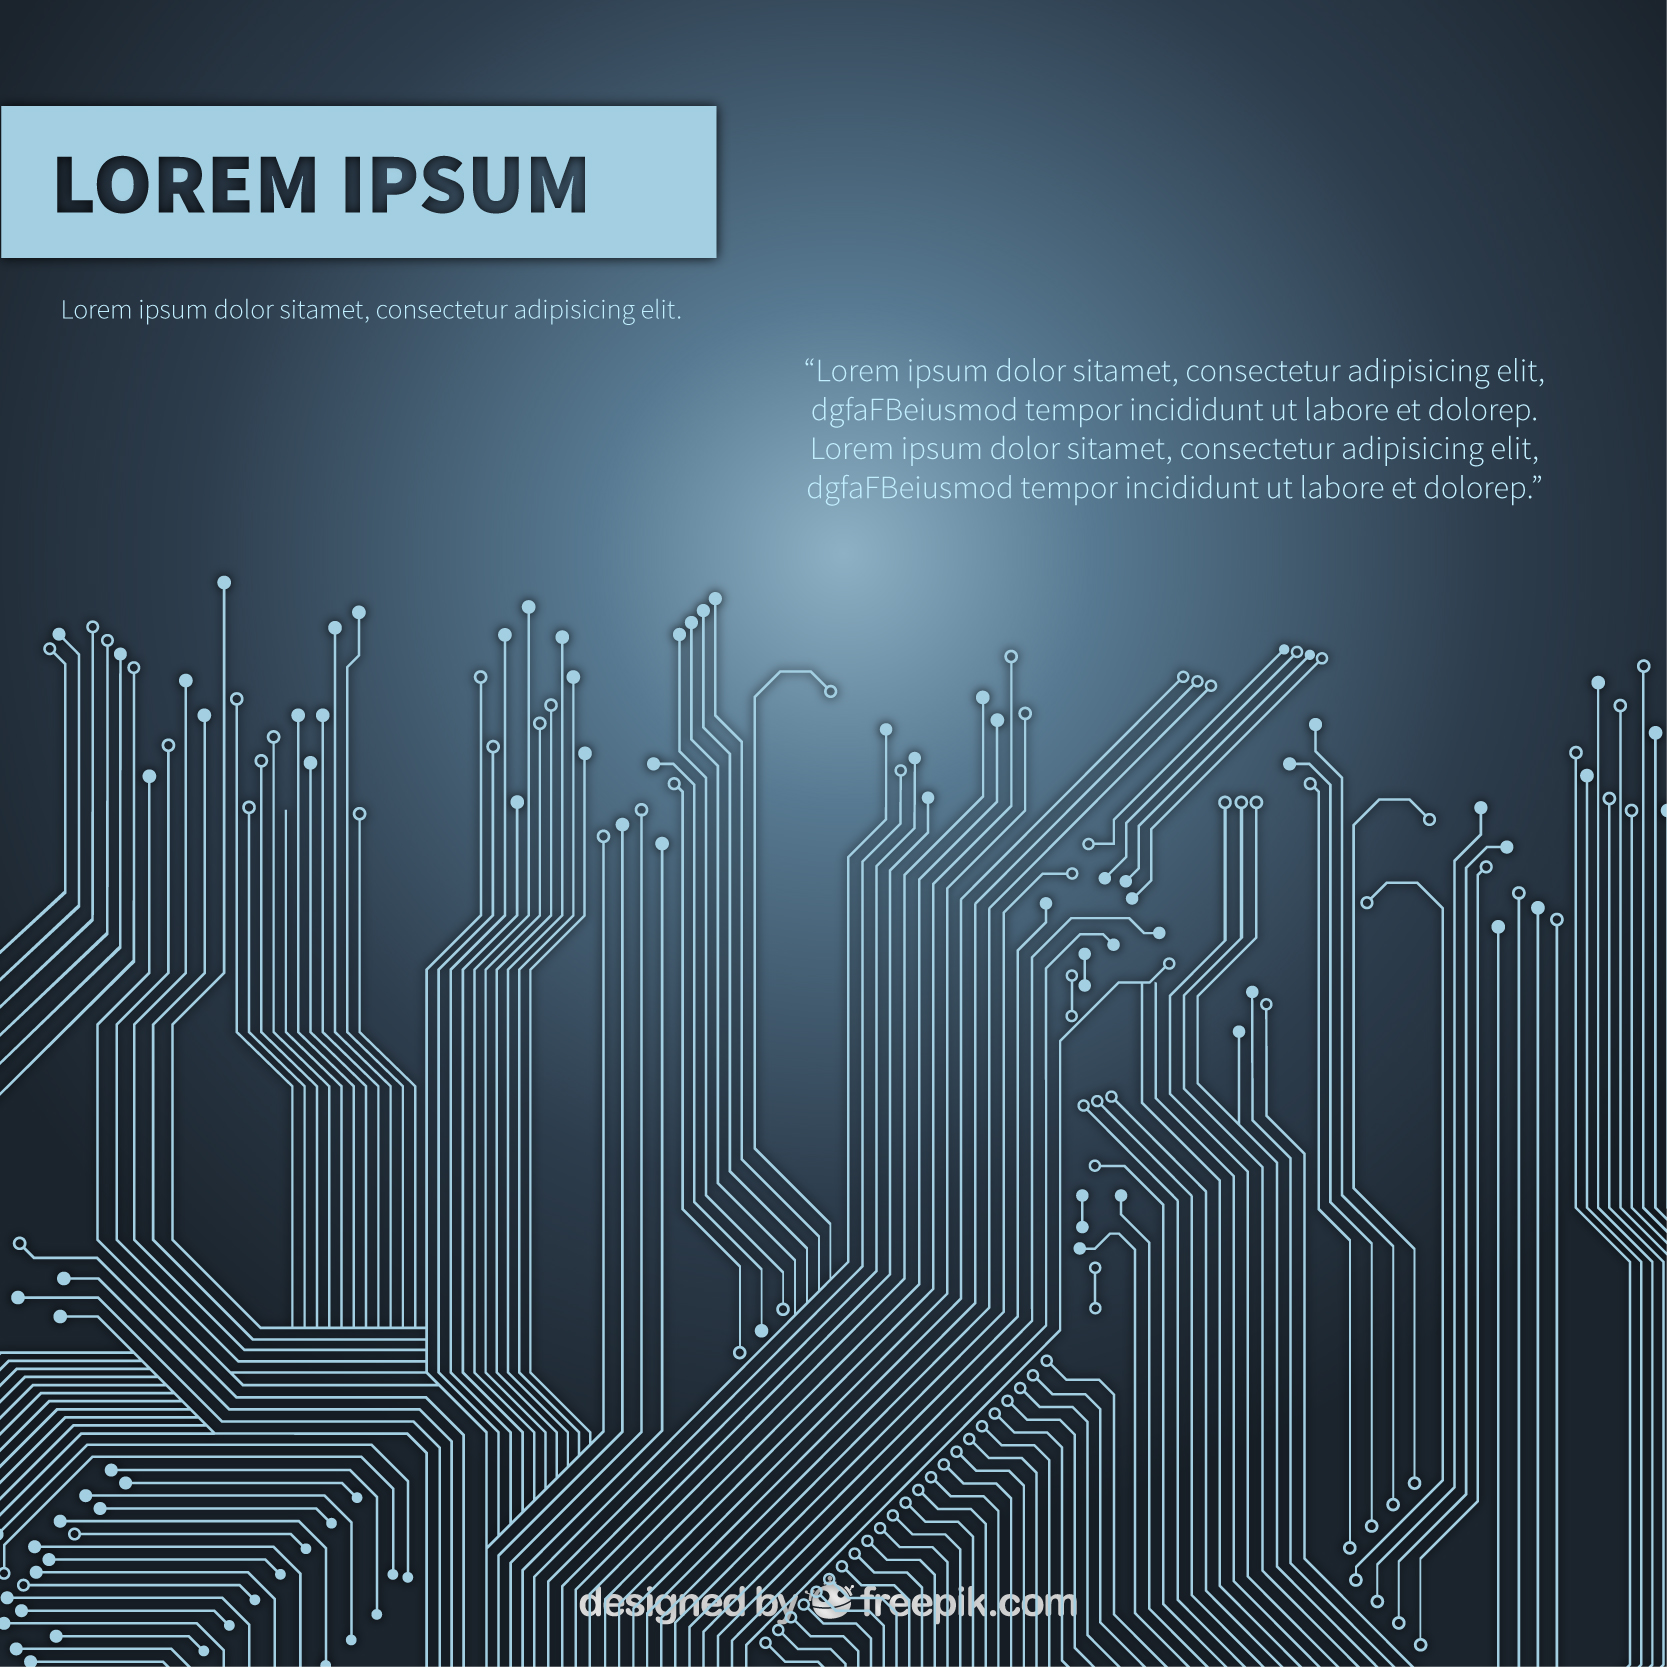 LOREM IPSUM
Lorem ipsum dolor sitamet, consectetur adipisicing elit.
“Lorem ipsum dolor sitamet, consectetur adipisicing elit,
dgfaFBeiusmod tempor incididunt ut labore et dolorep.
Lorem ipsum dolor sitamet, consectetur adipisicing elit,
dgfaFBeiusmod tempor incididunt ut labore et dolorep.”
designed by freepik.com